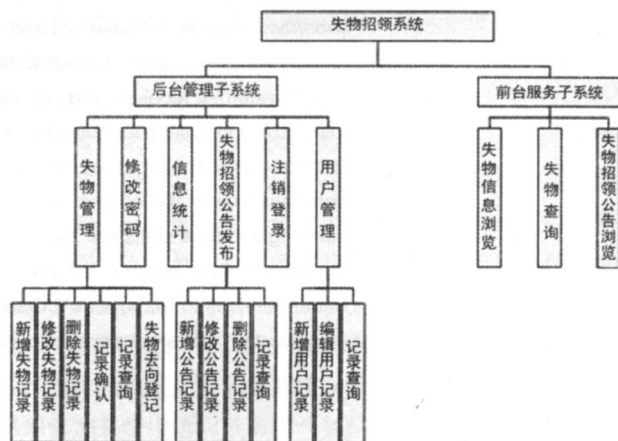 失物招领系统
后台管理子系统
前台服务子系统
失物管理
修改密码
信息统计
失物招领公告发布
注销登录
用户管理
失物信息浏览
失物查询
失物招领公告浏览
新增失物记录
修改失物记录
删除失物记录
记录确认
记录查询
失物去向登记
新增公告记录
修改公告记录
删除公告记录
记录查询
新增用户记录
编辑用户记录
记录查询